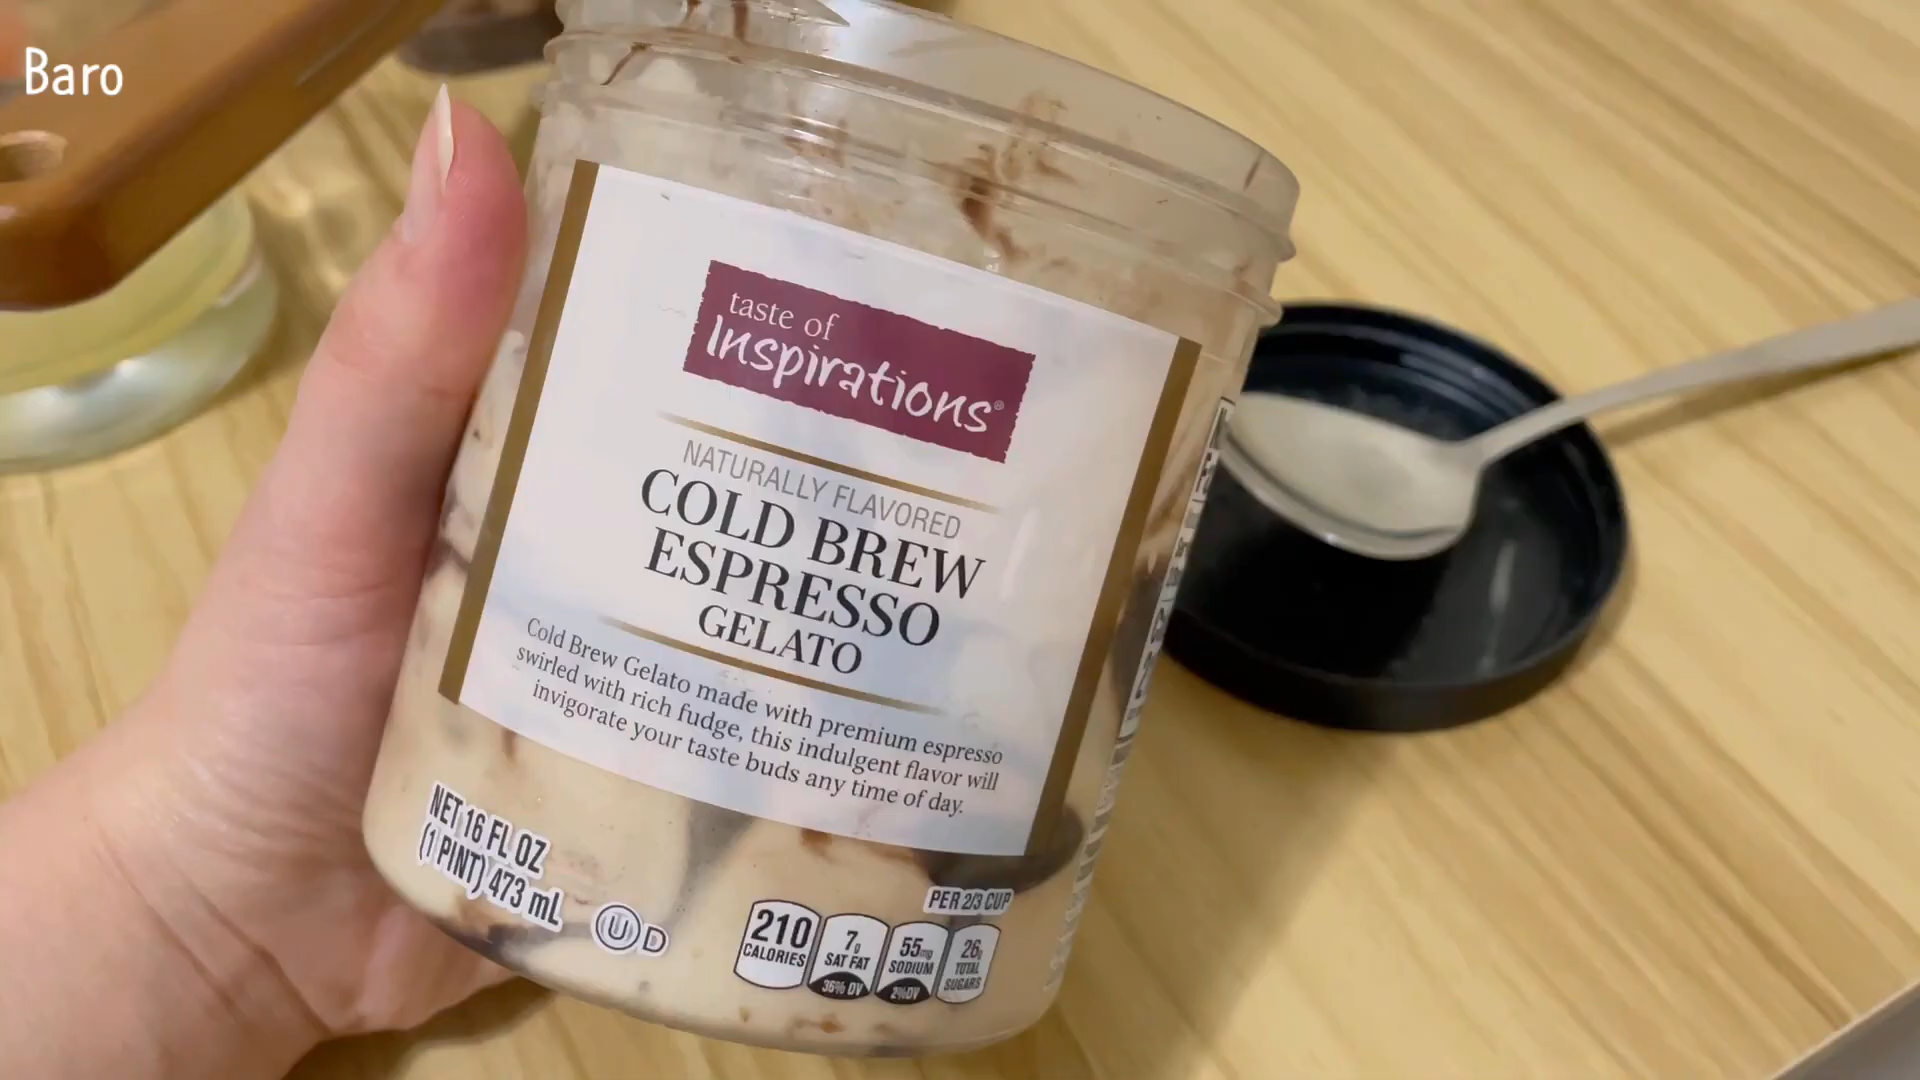 Baro
taste of
Inspirations®
NATURALLY FLAVORED
COLD BREW
ESPRESSO
GELATO
Cold Brew Gelato made with premium espresso
swirled with rich fudge, this indulgent flavor will
invigorate your taste buds any time of day.
NET 16 FL OZ
(1 PINT) 473 mL
U D
PER 2/3 CUP
210
CALORIES
7g
SAT FAT
36% DV
55mg
SODIUM
2% DV
26g
TOTAL
SUGARS